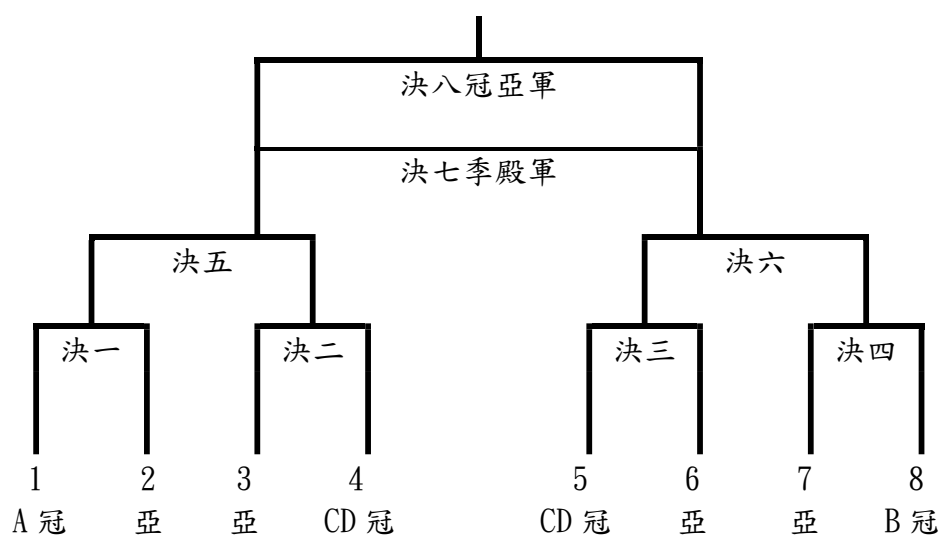 決八冠亞軍
決七季殿軍
決五 決六
決一 決二 決三 決四
1 2 3 4 5 6 7 8
A冠 亞 亞 CD冠 CD冠 亞 亞 B冠